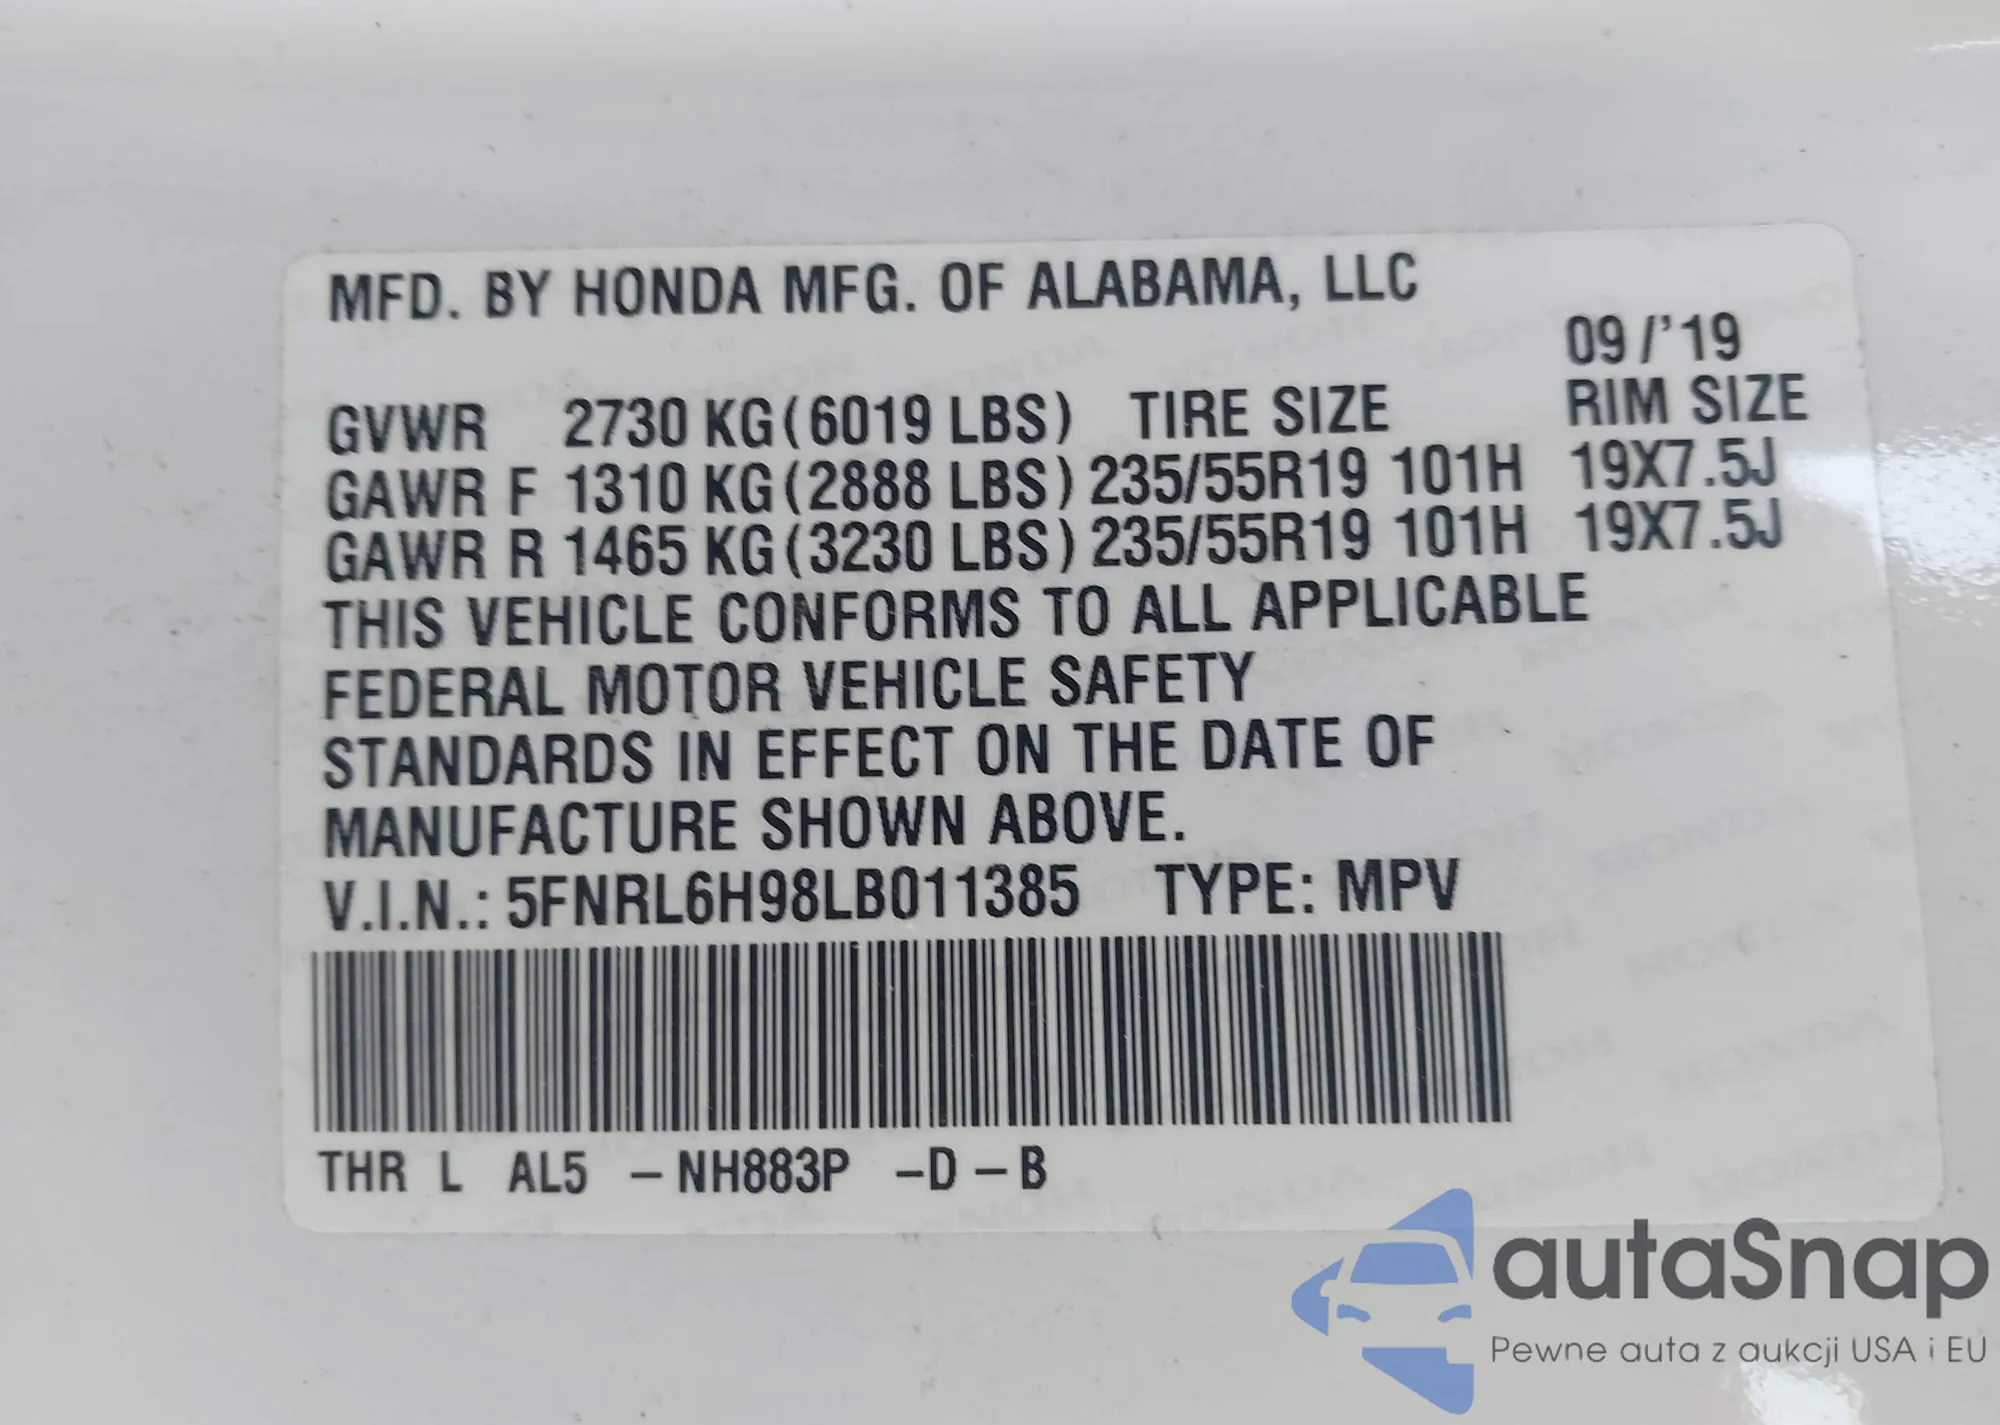 MFD. BY HONDA MFG. OF ALABAMA, LLC
09/'19
GVWR 2730 KG(6019 LBS) TIRE SIZE RIM SIZE
GAWR F 1310 KG(2888 LBS) 235/55R19 101H 19X7.5J
GAWR R 1465 KG(3230 LBS) 235/55R19 101H 19X7.5J
THIS VEHICLE CONFORMS TO ALL APPLICABLE
FEDERAL MOTOR VEHICLE SAFETY
STANDARDS IN EFFECT ON THE DATE OF
MANUFACTURE SHOWN ABOVE.
V.I.N.: 5FNRL6H98LB011385 TYPE: MPV
THR L AL5 -NH883P -D-B
autaSnap
Pewne auta z aukcji USA i EU